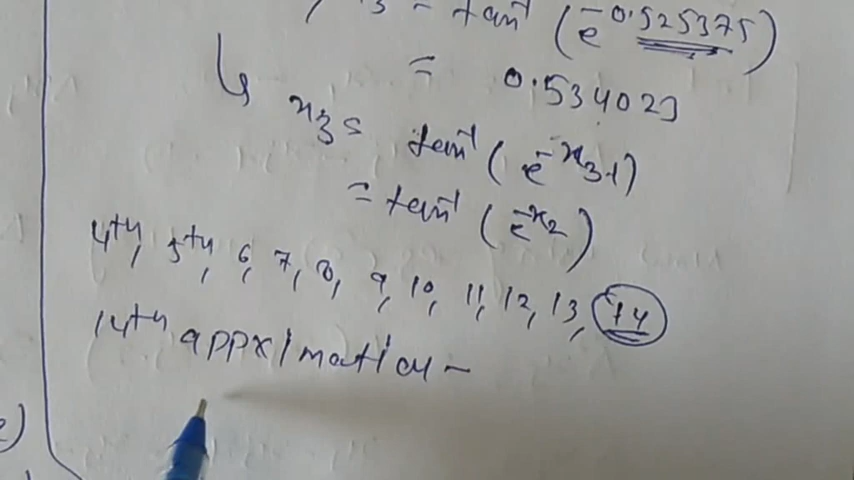 x₃ = tan⁻¹ (e^-0.525375)
= 0.534023
x₃ = tan⁻¹ (e^-x₃₋₁)
= tan⁻¹ (e^-x₂)
4th, 5th, 6, 7, 8, 9, 10, 11, 12, 13, 14
14th appximation -